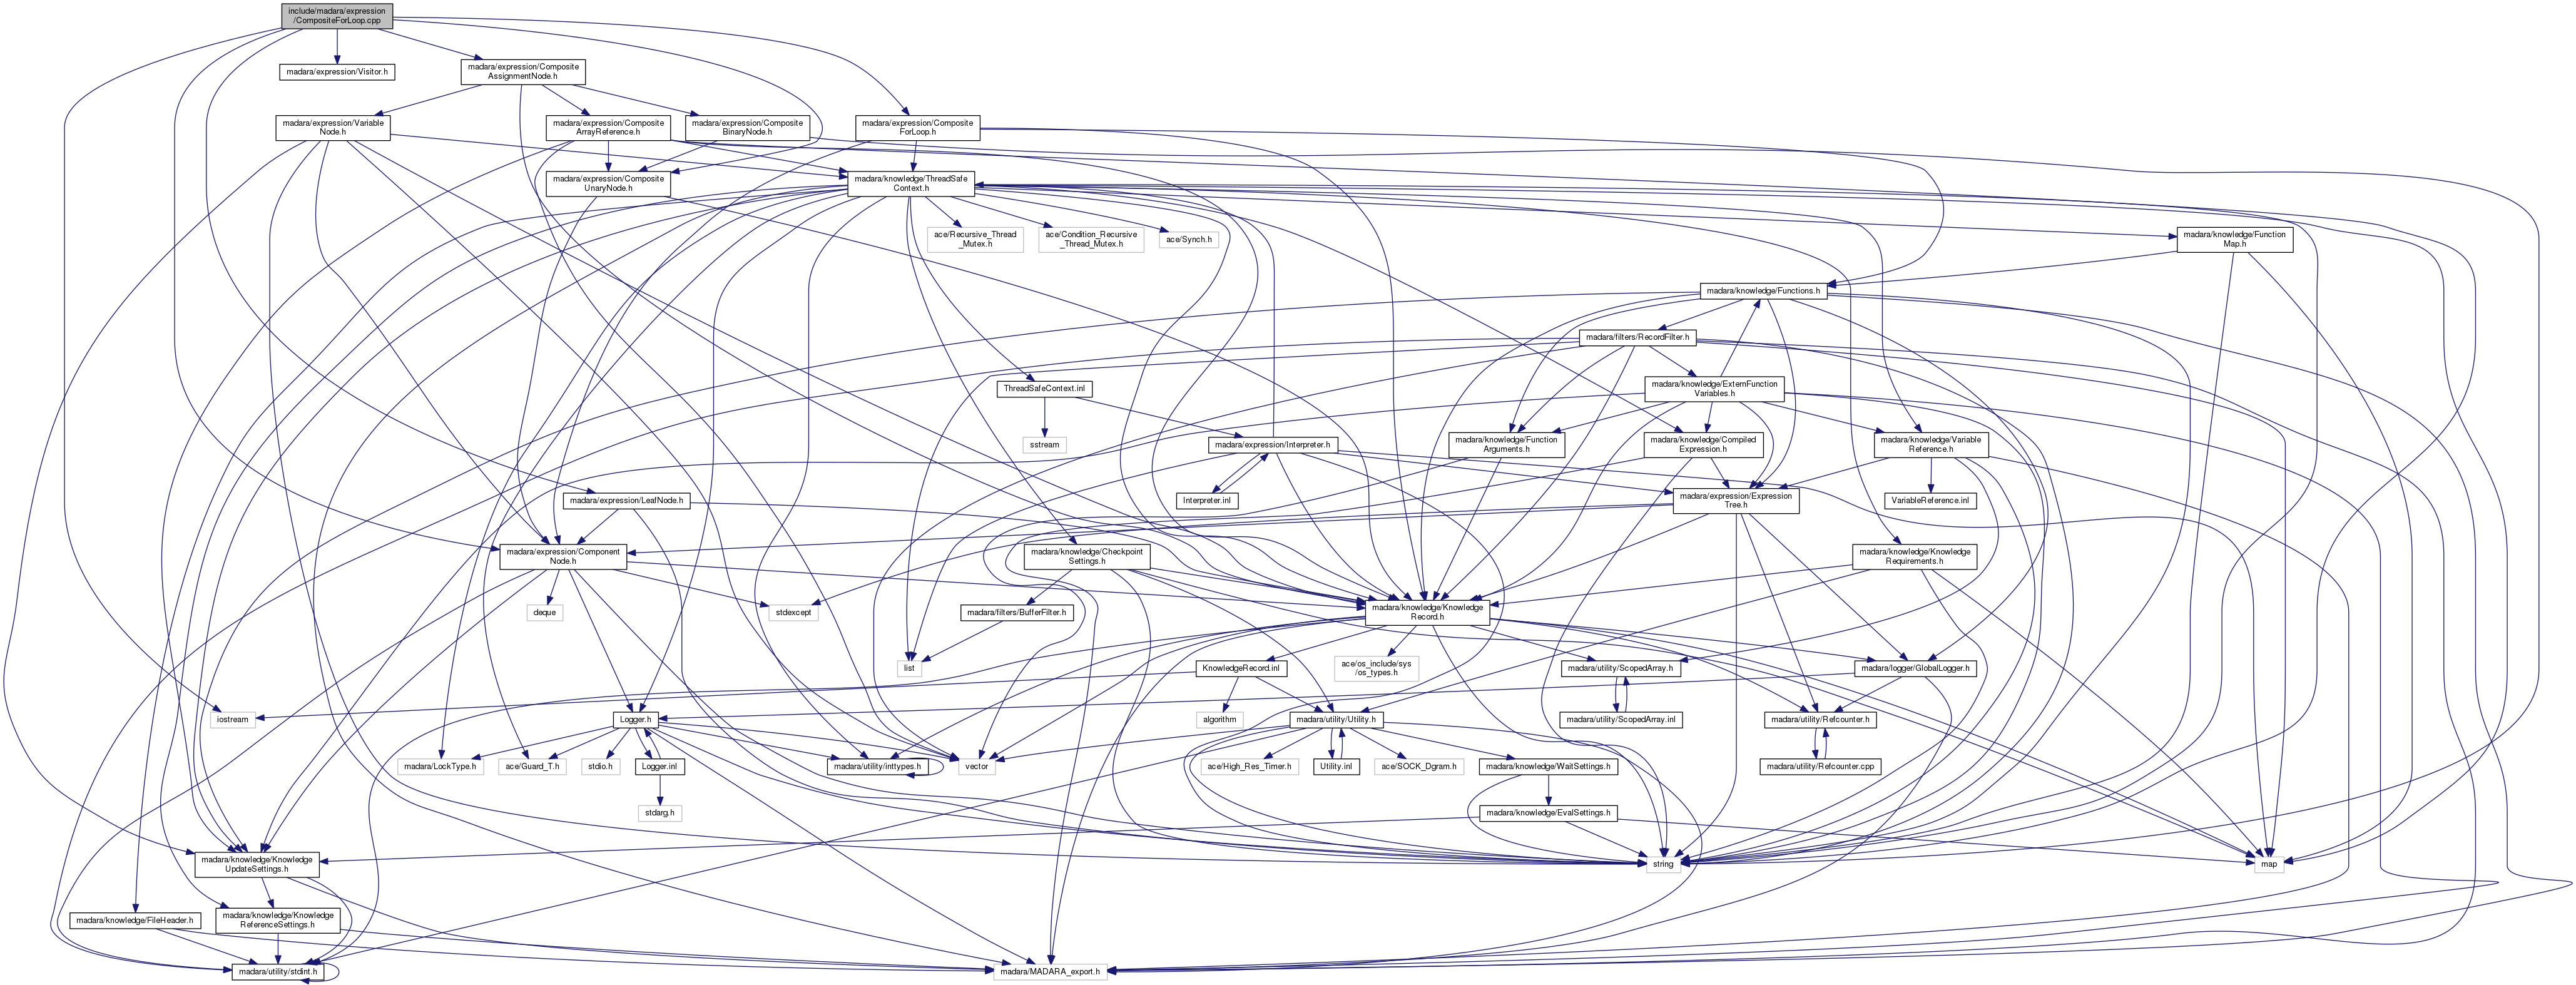 include/madara/expression
/CompositeForLoop.cpp
madara/expression/Visitor.h
madara/expression/Composite
AssignmentNode.h
madara/expression/Variable
Node.h
madara/expression/Composite
ArrayReference.h
madara/expression/Composite
BinaryNode.h
madara/expression/Composite
ForLoop.h
madara/expression/Composite
UnaryNode.h
madara/knowledge/ThreadSafe
Context.h
ace/Recursive_Thread
_Mutex.h
ace/Condition_Recursive
_Thread_Mutex.h
ace/Synch.h
madara/knowledge/Function
Map.h
madara/knowledge/Functions.h
madara/filters/RecordFilter.h
ThreadSafeContext.inl
madara/knowledge/ExternFunction
Variables.h
sstream
madara/expression/Interpreter.h
madara/knowledge/Function
Arguments.h
madara/knowledge/Compiled
Expression.h
madara/knowledge/Variable
Reference.h
madara/expression/LeafNode.h
Interpreter.inl
madara/expression/Expression
Tree.h
VariableReference.inl
madara/expression/Component
Node.h
madara/knowledge/Checkpoint
Settings.h
madara/knowledge/Knowledge
Requirements.h
deque
stdexcept
madara/filters/BufferFilter.h
madara/knowledge/Knowledge
Record.h
list
KnowledgeRecord.inl
ace/os_include/sys
/os_types.h
madara/utility/ScopedArray.h
madara/logger/GlobalLogger.h
iostream
Logger.h
algorithm
madara/utility/Utility.h
madara/utility/ScopedArray.inl
madara/utility/Refcounter.h
madara/LockType.h
ace/Guard_T.h
stdio.h
Logger.inl
madara/utility/inttypes.h
vector
ace/High_Res_Timer.h
Utility.inl
ace/SOCK_Dgram.h
madara/knowledge/WaitSettings.h
madara/utility/Refcounter.cpp
stdarg.h
madara/knowledge/EvalSettings.h
madara/knowledge/Knowledge
UpdateSettings.h
string
map
madara/knowledge/FileHeader.h
madara/knowledge/Knowledge
ReferenceSettings.h
madara/utility/stdint.h
madara/MADARA_export.h